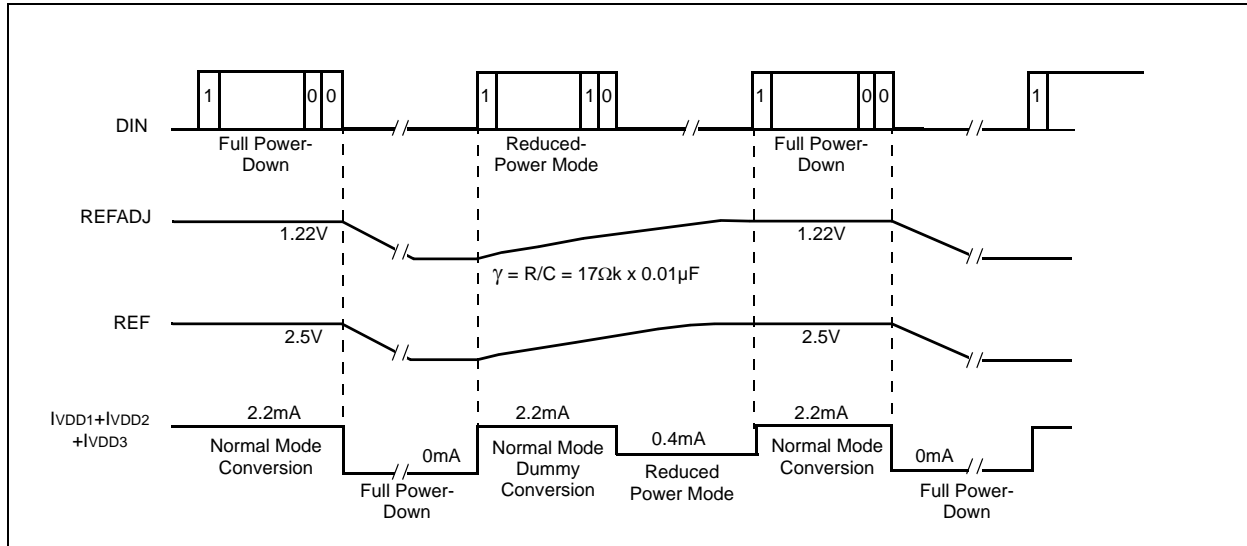 1 0 0 1 1 0 1 0 0 1
DIN
Full Power-
Down
Reduced-
Power Mode
Full Power-
Down
REFADJ
1.22V
1.22V
γ = R/C = 17Ωk x 0.01µF
REF
2.5V
2.5V
IVDD1+IVDD2
+IVDD3
2.2mA
2.2mA
2.2mA
Normal Mode
Conversion
0mA
Normal Mode
Dummy
Conversion
0.4mA
Normal Mode
Conversion
0mA
Full Power-
Down
Reduced
Power Mode
Full Power-
Down